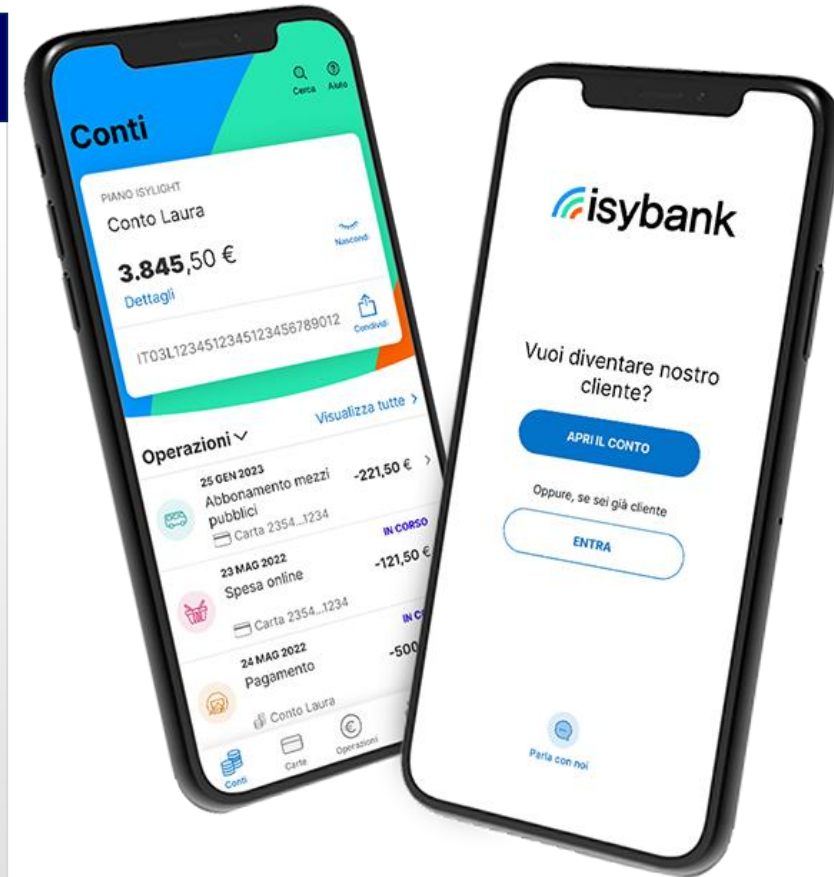 Cerca
Aiuto
Conti
PIANO ISYLIGHT
Conto Laura
3.845,50 €
Nascondi
Dettagli
IT03L1234512345123456789012
Condividi
Operazioni
Visualizza tutte >
25 GEN 2023
Abbonamento mezzi
pubblici
-221,50 € >
Carta 2354...1234
IN CORSO
23 MAG 2022
Spesa online
-121,50 €
Carta 2354...1234
24 MAG 2022
Pagamento
-500
Conto Laura
Conti
Carte
Operazioni
isybank
Vuoi diventare nostro
cliente?
APRI IL CONTO
Oppure, se sei già cliente
ENTRA
Parla con noi